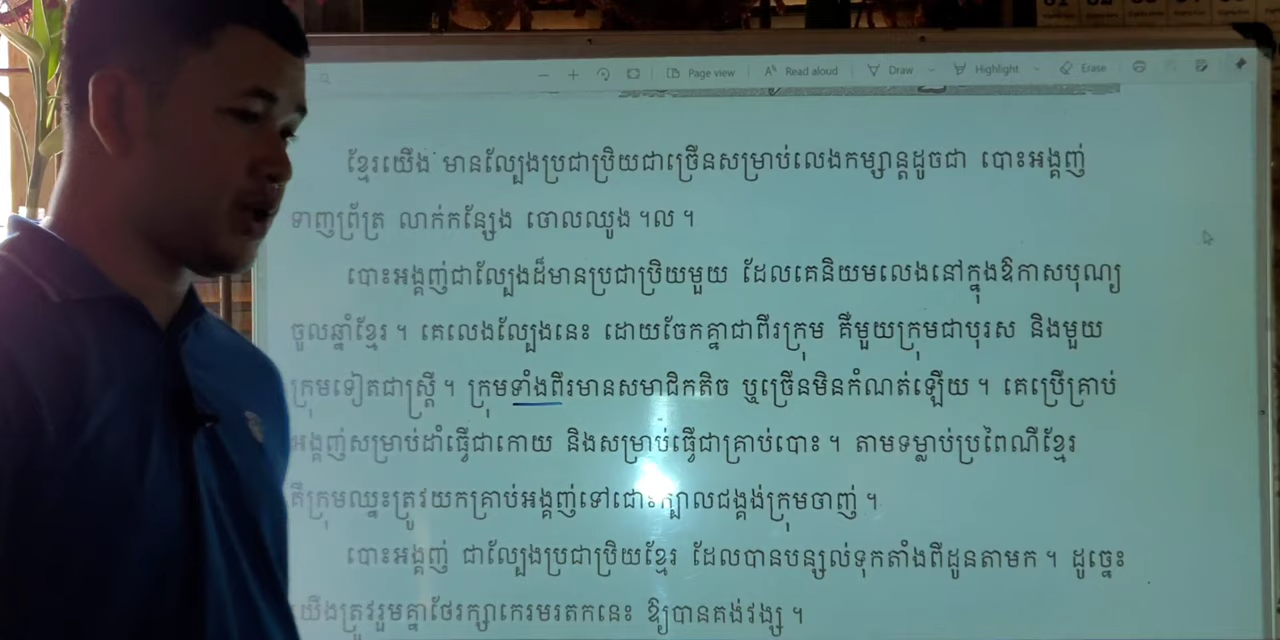 Page view Read aloud Draw Highlight Erase
ខ្មែរយើង មានល្បែងប្រជាប្រិយជាច្រើនសម្រាប់លេងកម្សាន្តដូចជា បោះអង្គញ់
ទាញព្រ័ត្រ លាក់កន្សែង ចោលឈូង ។ល។
បោះអង្គញ់ជាល្បែងដ៏មានប្រជាប្រិយមួយ ដែលគេនិយមលេងនៅក្នុងឱកាសបុណ្យ
ចូលឆ្នាំខ្មែរ ។ គេលេងល្បែងនេះ ដោយចែកគ្នាជាពីរក្រុម គឺមួយក្រុមជាបុរស និងមួយ
ក្រុមទៀតជាស្ត្រី ។ ក្រុមទាំងពីរមានសមាជិកតិច ឬច្រើនមិនកំណត់ឡើយ ។ គេប្រើគ្រាប់
អង្គញ់សម្រាប់ដាំធ្វើជាកោយ និងសម្រាប់ធ្វើជាគ្រាប់បោះ ។ តាមទម្លាប់ប្រពៃណីខ្មែរ
គឺក្រុមឈ្នះត្រូវយកគ្រាប់អង្គញ់ទៅជោះក្បាលជង្គង់ក្រុមចាញ់ ។
បោះអង្គញ់ ជាល្បែងប្រជាប្រិយខ្មែរ ដែលបានបន្សល់ទុកតាំងពីដូនតាមក ។ ដូច្នេះ
យើងត្រូវរួមគ្នាថែរក្សាកេរមរតកនេះ ឱ្យបានគង់វង្ស ។